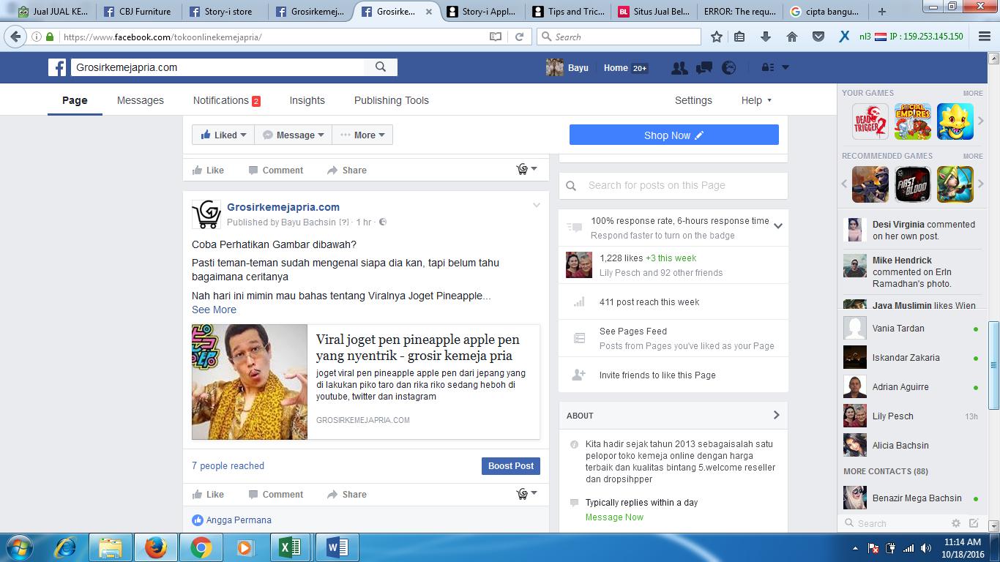 Jual JUAL KE...
CBJ Furniture
Story-i store
Grosirkemej...
Grosirke...
Story-i Appl...
Tips and Tric...
BL Situs Jual Bel...
ERROR: The requ...
G cipta bangu...
https://www.facebook.com/tokoonlinekemejapria/
Search
nl3 IP : 159.253.145.150
Grosirkemejapria.com
Bayu
Home 20+
Page
Messages
Notifications 2
Insights
Publishing Tools
Settings
Help
Liked
Message
More
Shop Now
Like
Comment
Share
Grosirkemejapria.com
Published by Bayu Bachsin [?] · 1 hr ·
Coba Perhatikan Gambar dibawah?
Pasti teman-teman sudah mengenal siapa dia kan, tapi belum tahu
bagaimana ceritanya
Nah hari ini mimin mau bahas tentang Viralnya Joget Pineapple...
See More
Viral joget pen pineapple apple pen
yang nyentrik - grosir kemeja pria
joget viral pen pineapple apple pen dari jepang yang
di lakukan piko taro dan rika riko sedang heboh di
youtube, twitter dan instagram
GROSIRKEMEJAPRIA.COM
7 people reached
Boost Post
Like
Comment
Share
Angga Permana
Search for posts on this Page
100% response rate, 6-hours response time
Respond faster to turn on the badge
1,228 likes +3 this week
Lily Pesch and 92 other friends
411 post reach this week
See Pages Feed
Posts from Pages you've liked as your Page
Invite friends to like this Page
ABOUT
Kita hadir sejak tahun 2013 sebagaisalah satu
pelopor toko kemeja online dengan harga
terbaik dan kualitas bintang 5.welcome reseller
dan dropsihpper
Typically replies within a day
Message Now
YOUR GAMES
MORE
DEAD TRIGGER 2
SOCIAL EMPIRES
RECOMMENDED GAMES
MORE
FIRST BLOOD
Desi Virginia commented
on her own post.
Mike Hendrick
commented on Erln
Ramadhan's photo.
Java Muslimin likes Wien
Vania Tardan
Iskandar Zakaria
Adrian Aguirre
Lily Pesch 13h
Alicia Bachsin
MORE CONTACTS (88)
Benazir Mega Bachsin
Search
11:14 AM
10/18/2016